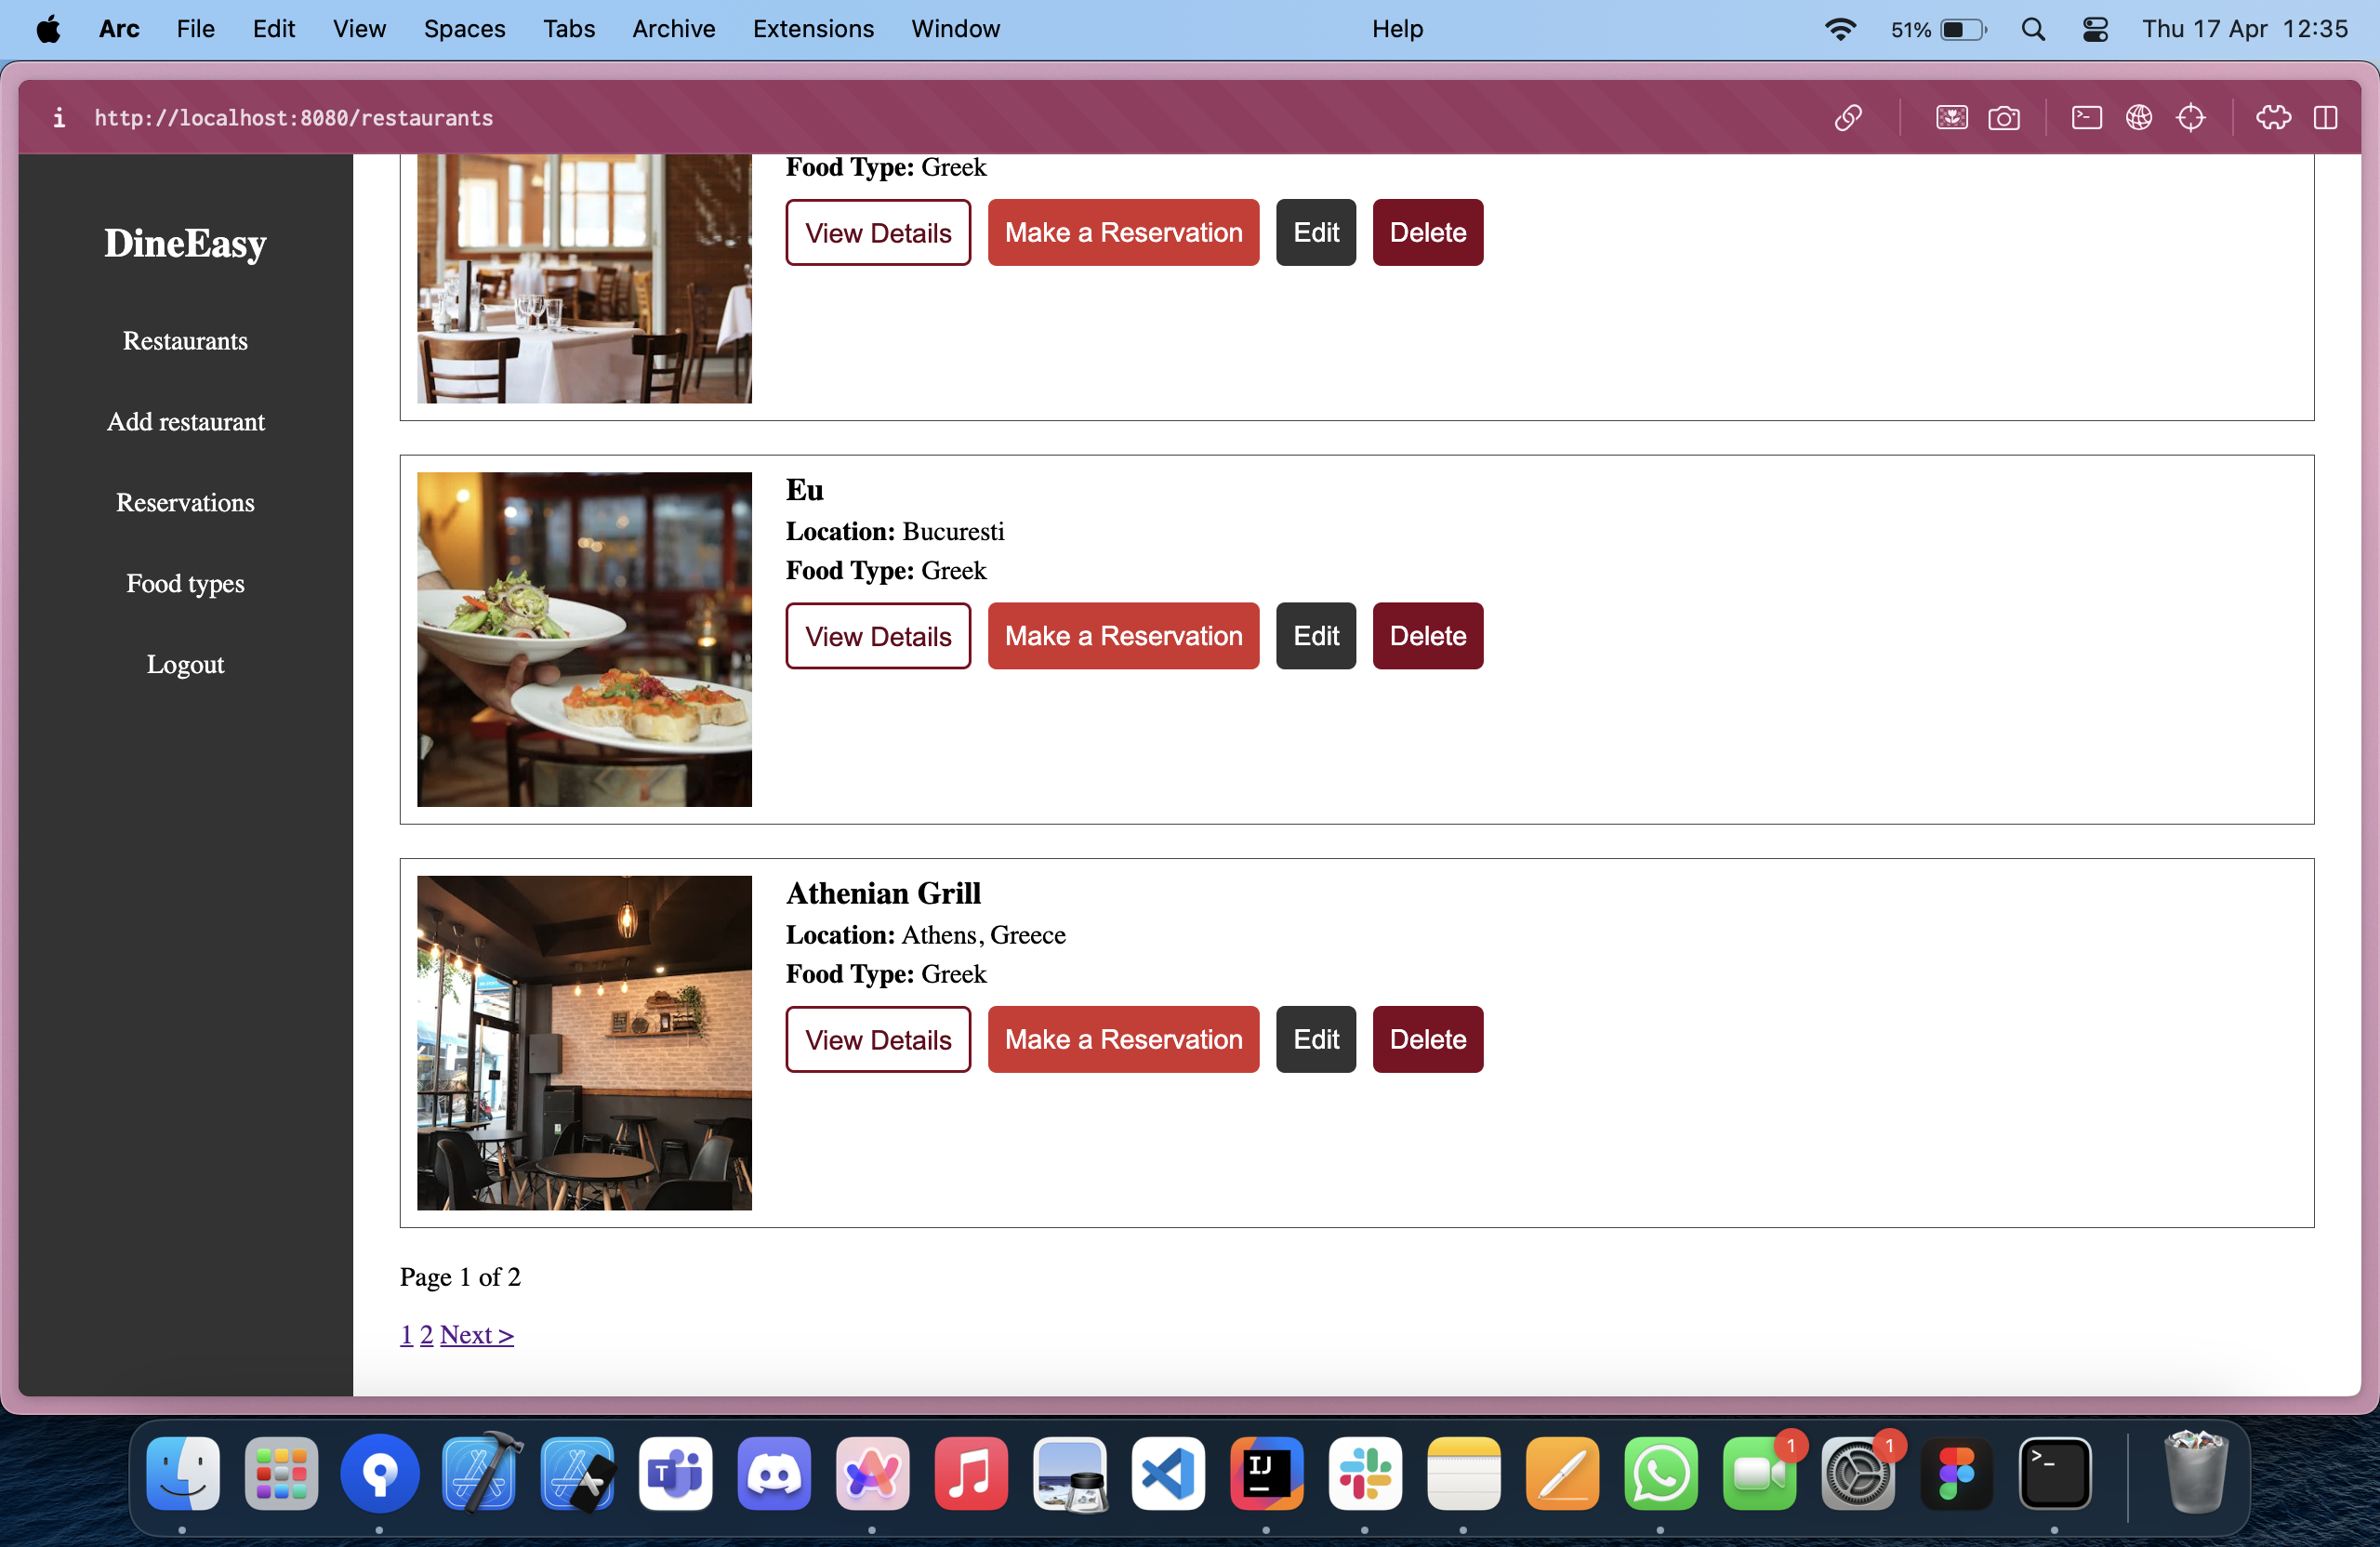 Arc File Edit View Spaces Tabs Archive Extensions Window Help 51% Thu 17 Apr 12:35
i http://localhost:8080/restaurants
DineEasy
Restaurants
Add restaurant
Reservations
Food types
Logout
Food Type: Greek
View Details Make a Reservation Edit Delete
Eu
Location: Bucuresti
Food Type: Greek
View Details Make a Reservation Edit Delete
Athenian Grill
Location: Athens, Greece
Food Type: Greek
View Details Make a Reservation Edit Delete
Page 1 of 2
1 2 Next >
T IJ 1 1 >_